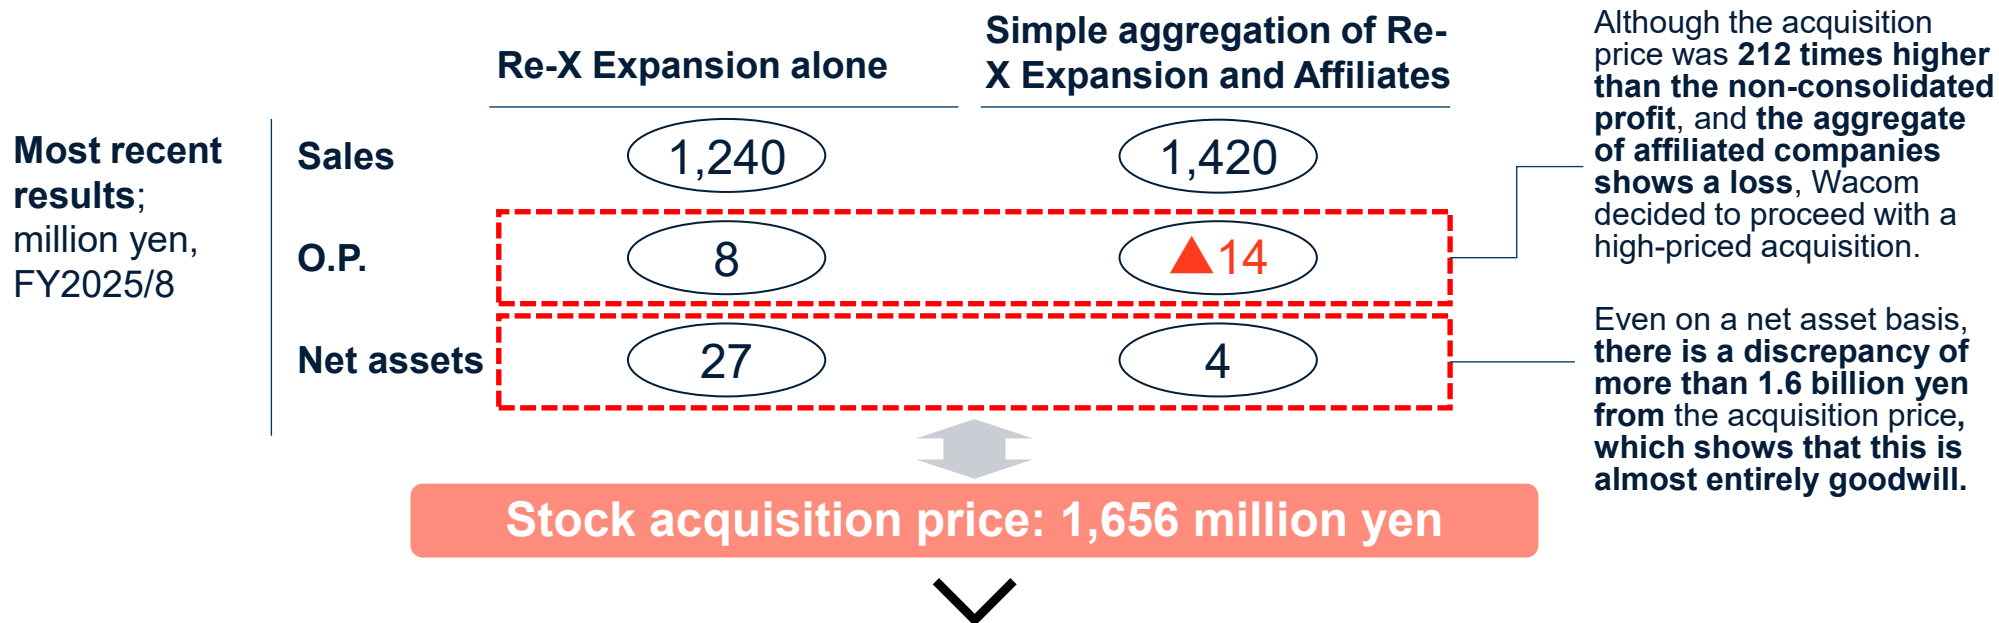 Re-X Expansion alone
Simple aggregation of Re-
X Expansion and Affiliates
Most recent
results;
million yen,
FY2025/8
Sales
1,240
1,420
O.P.
8
▲14
Net assets
27
4
Although the acquisition
price was 212 times higher
than the non-consolidated
profit, and the aggregate
of affiliated companies
shows a loss, Wacom
decided to proceed with a
high-priced acquisition.
Even on a net asset basis,
there is a discrepancy of
more than 1.6 billion yen
from the acquisition price,
which shows that this is
almost entirely goodwill.
Stock acquisition price: 1,656 million yen